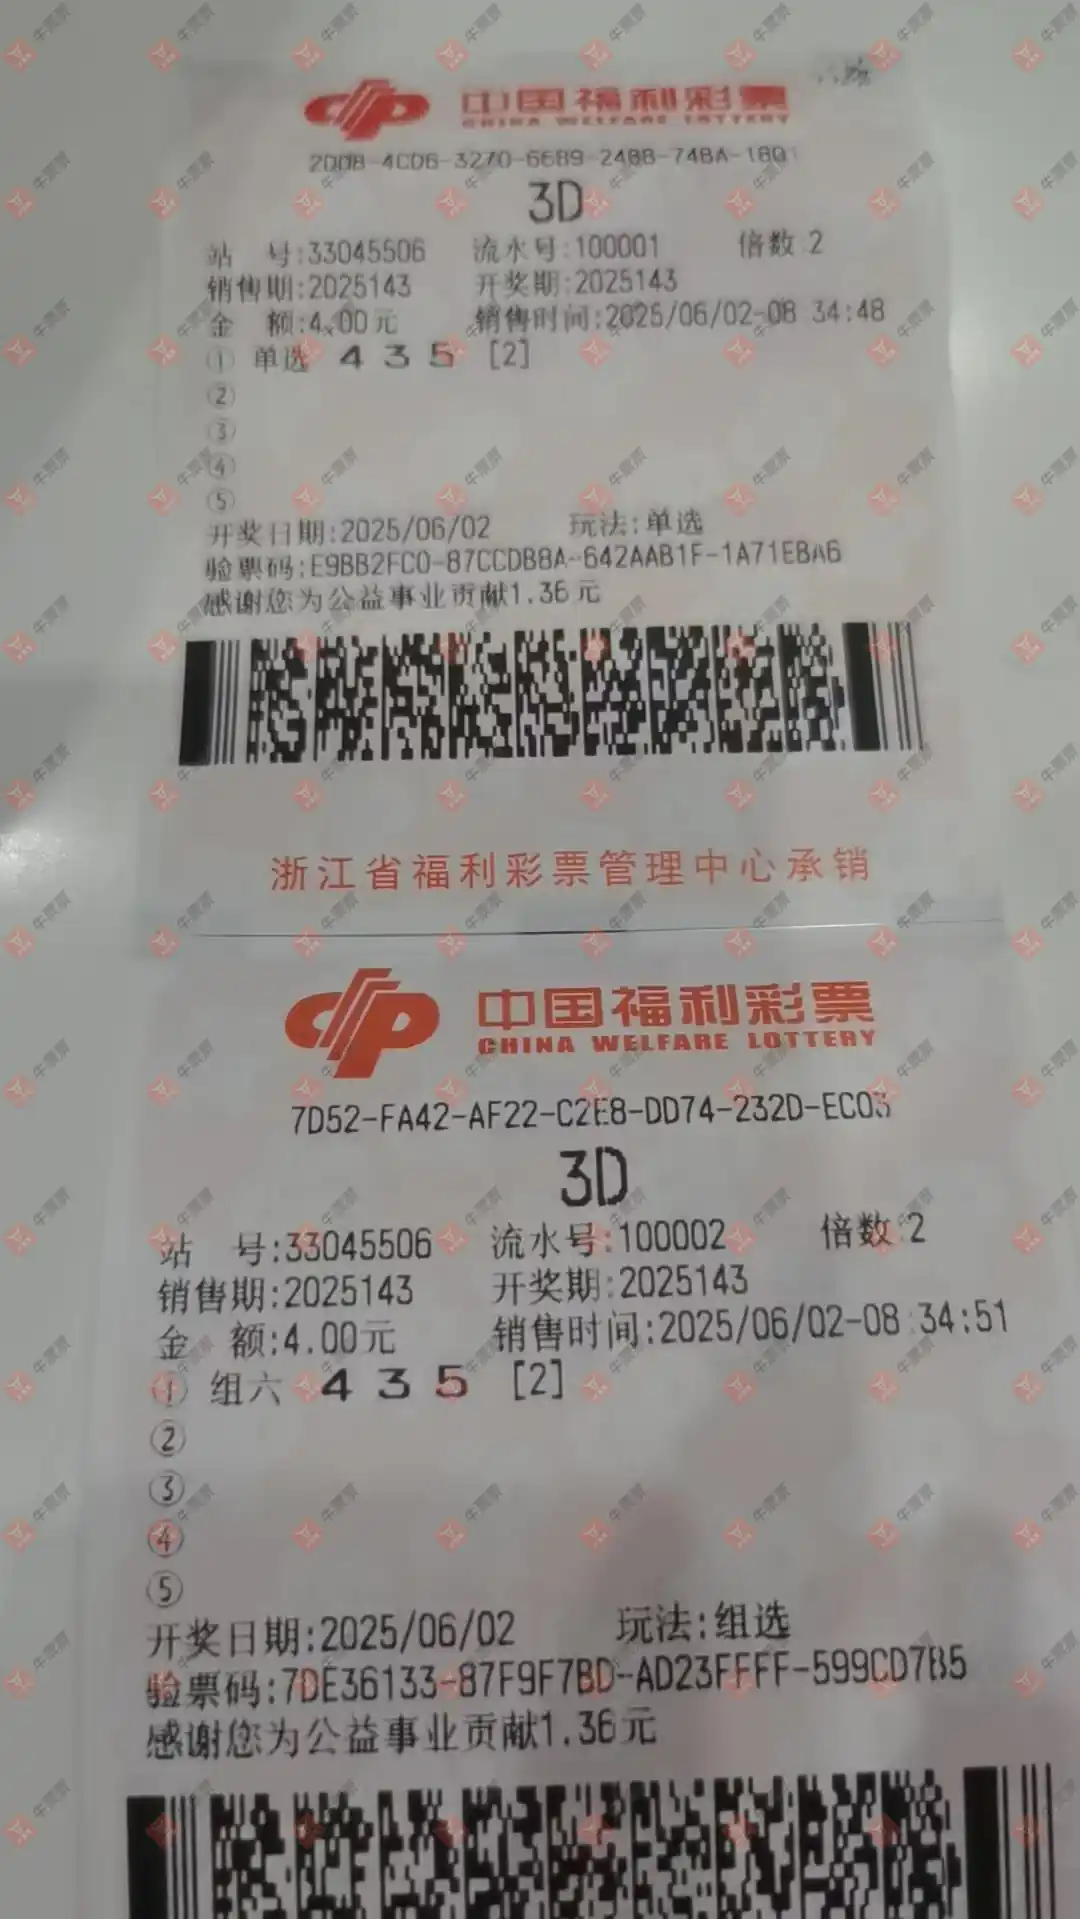 中国福利彩票
CHINA WELFARE LOTTERY
3D
站 号:33045506 流水号:100001 倍数:2
销售期:2025143 开奖期:2025143
金 额:4.00元 销售时间:2025/06/02-08:34:48
① 单选 4 3 5 [2]
②
③
④
⑤
开奖日期:2025/06/02 玩法:单选
验票码:E9BB2FC0-87CCDB8A-642AAB1F-1A71EBA6
感谢您为公益事业贡献1.36元
浙江省福利彩票管理中心承销
中国福利彩票
CHINA WELFARE LOTTERY
7D52-FA42-AF22-C2E8-DD74-232D-EC03
3D
站 号:33045506 流水号:100002 倍数:2
销售期:2025143 开奖期:2025143
金 额:4.00元 销售时间:2025/06/02-08:34:51
① 组六 4 3 5 [2]
②
③
④
⑤
开奖日期:2025/06/02 玩法:组选
验票码:7DE36133-87F9F7BD-AD23FFFF-599CD7B5
感谢您为公益事业贡献1.36元